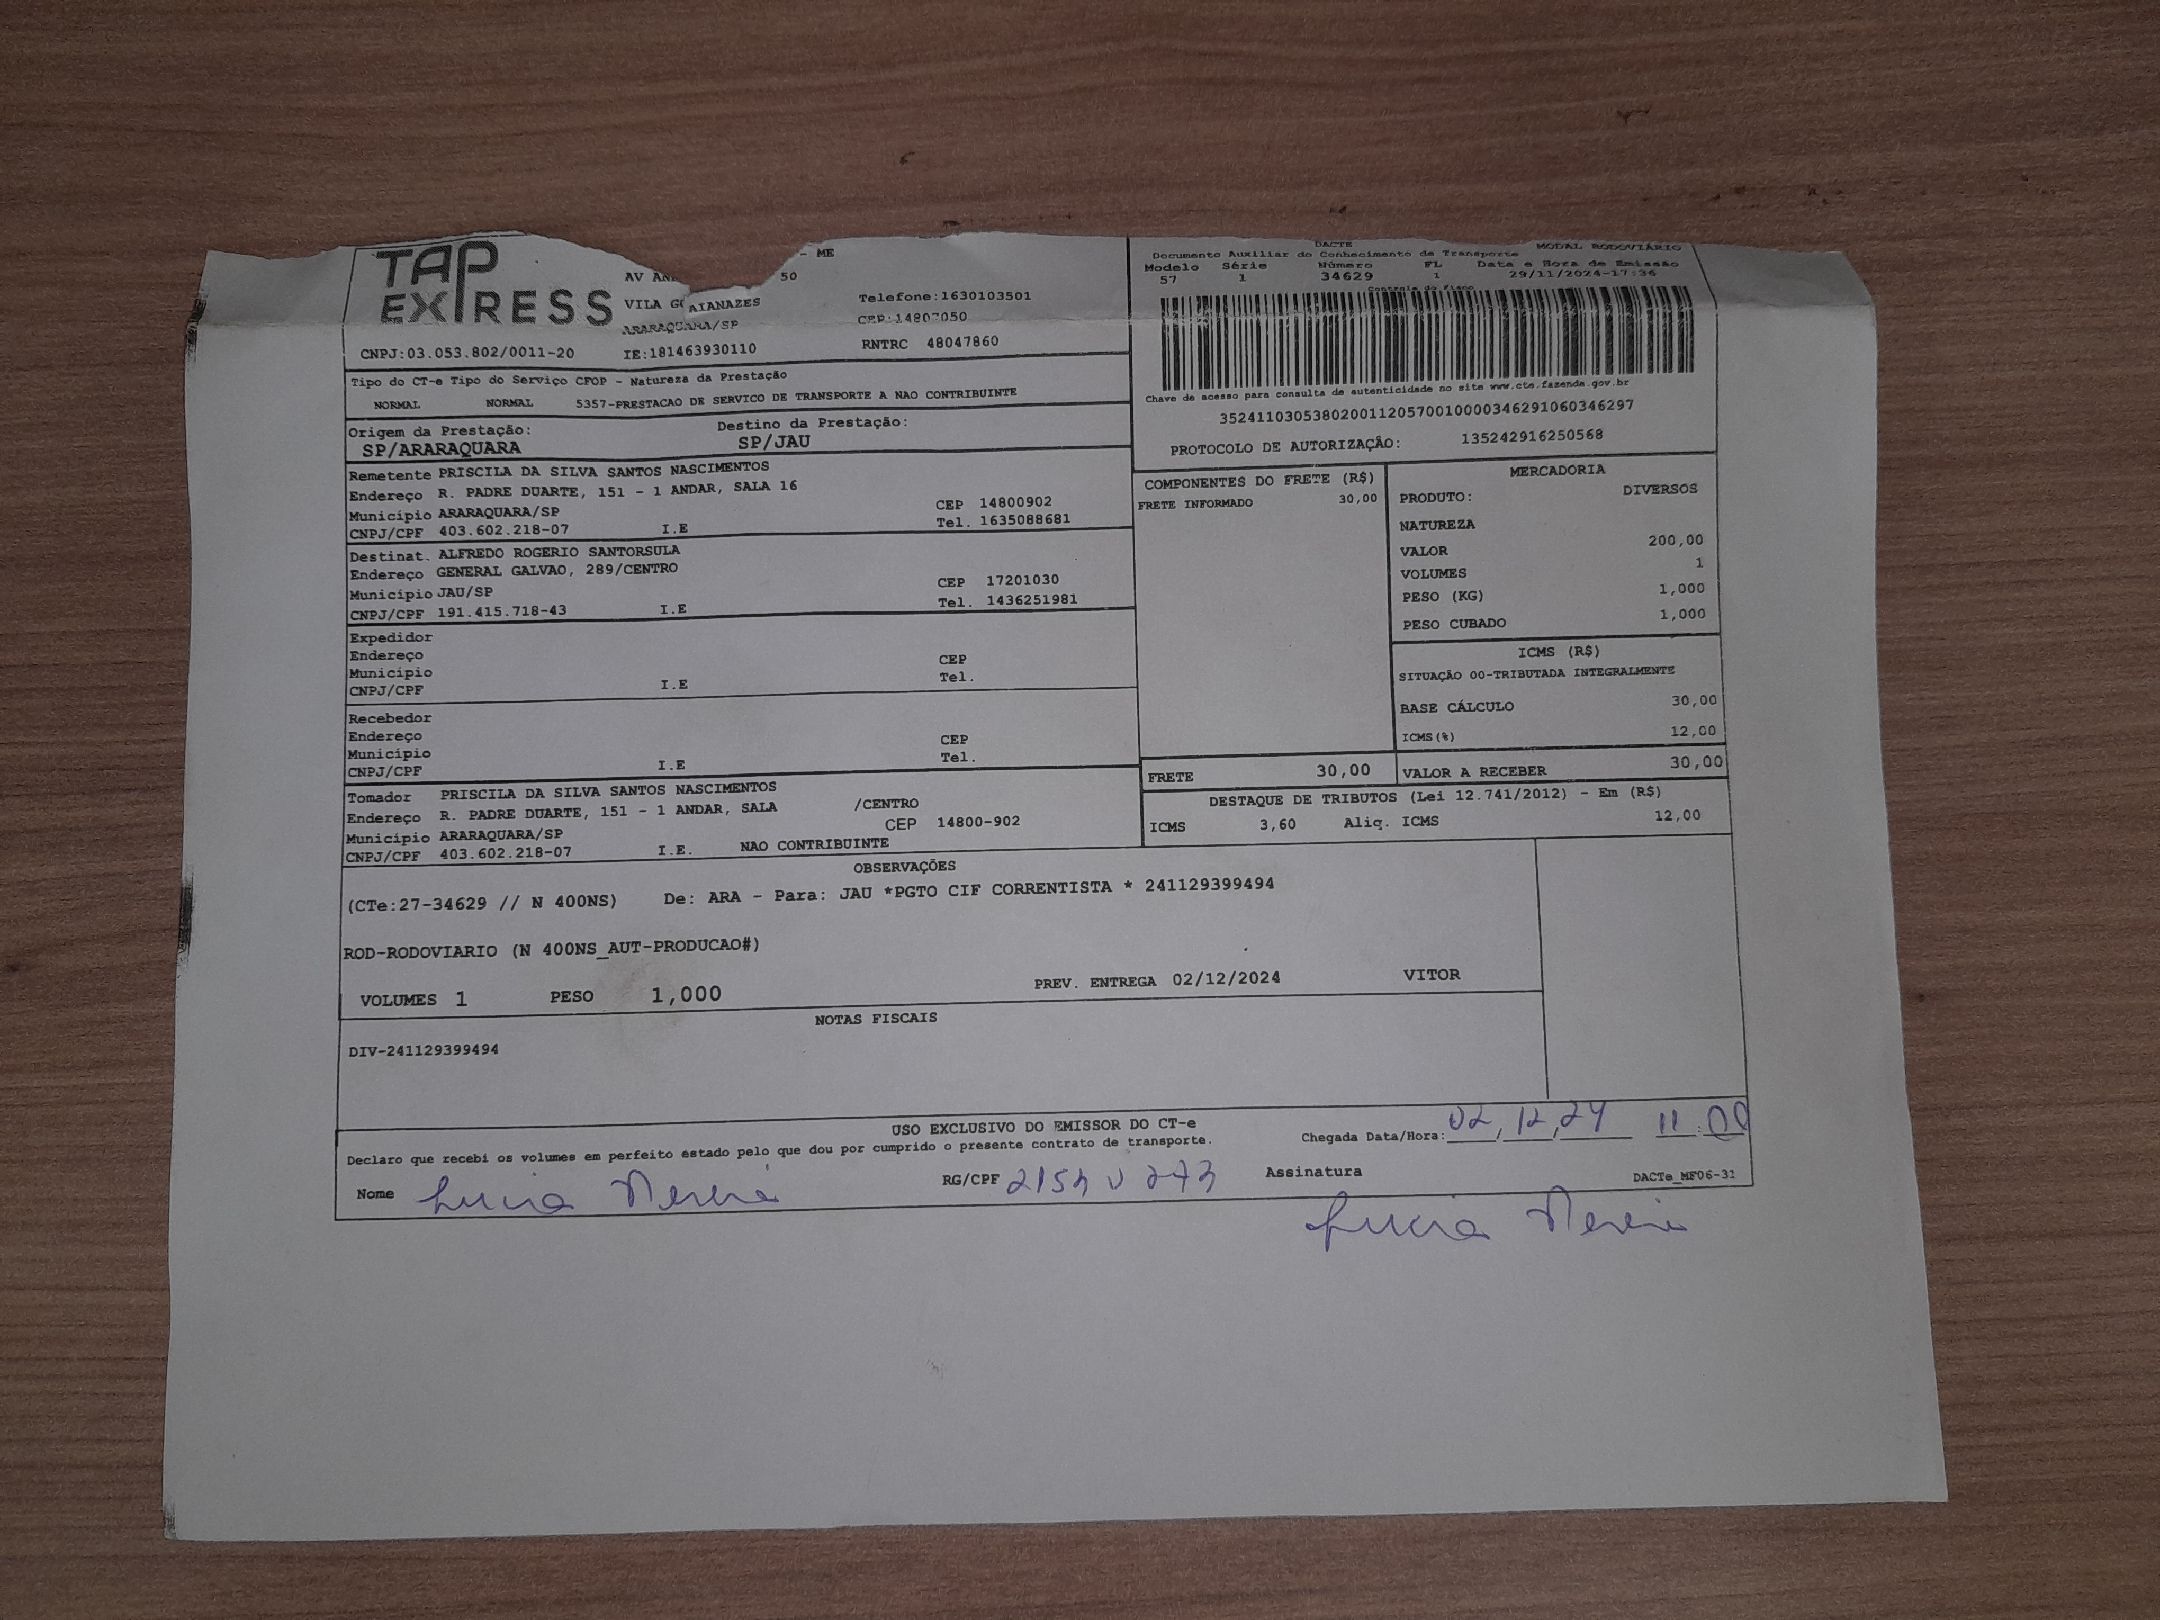 TAP
EXPRESS
- ME
AV 50
VILA GOAIANAZES
ARARAQUARA/SP
Telefone:1630103501
CEP:14807050
CNPJ:03.053.802/0011-20 IE:181463930110 RNTRC 48047860
DACTE MODAL RODOVIÁRIO
Documento Auxiliar do Conhecimento de Transporte
Modelo Série Número FL Data e Hora de Emissão
57 1 34629 1 29/11/2024-17:36
Controle do Fisco
Chave de acesso para consulta de autenticidade no site www.cte.fazenda.gov.br
35241103053802001120570010000346291060346297
PROTOCOLO DE AUTORIZAÇÃO: 135242916250568
Tipo do CT-e Tipo do Serviço CFOP - Natureza da Prestação
NORMAL NORMAL 5357-PRESTACAO DE SERVICO DE TRANSPORTE A NAO CONTRIBUINTE
Origem da Prestação: Destino da Prestação:
SP/ARARAQUARA SP/JAU
Remetente PRISCILA DA SILVA SANTOS NASCIMENTOS
Endereço R. PADRE DUARTE, 151 - 1 ANDAR, SALA 16
Município ARARAQUARA/SP CEP 14800902
CNPJ/CPF 403.602.218-07 I.E Tel. 1635088681
Destinat. ALFREDO ROGERIO SANTORSULA
Endereço GENERAL GALVAO, 289/CENTRO
Município JAU/SP CEP 17201030
CNPJ/CPF 191.415.718-43 I.E Tel. 1436251981
Expedidor
Endereço
Município CEP
CNPJ/CPF I.E Tel.
Recebedor
Endereço
Município CEP
CNPJ/CPF I.E Tel.
Tomador PRISCILA DA SILVA SANTOS NASCIMENTOS
Endereço R. PADRE DUARTE, 151 - 1 ANDAR, SALA /CENTRO
Município ARARAQUARA/SP CEP 14800-902
CNPJ/CPF 403.602.218-07 I.E. NAO CONTRIBUINTE
COMPONENTES DO FRETE (R$)
FRETE INFORMADO 30,00
MERCADORIA
PRODUTO: DIVERSOS
NATUREZA
VALOR 200,00
VOLUMES 1
PESO (KG) 1,000
PESO CUBADO 1,000
ICMS (R$)
SITUAÇÃO 00-TRIBUTADA INTEGRALMENTE
BASE CÁLCULO 30,00
ICMS(%) 12,00
FRETE 30,00 VALOR A RECEBER 30,00
DESTAQUE DE TRIBUTOS (Lei 12.741/2012) - Em (R$)
ICMS 3,60 Aliq. ICMS 12,00
OBSERVAÇÕES
(CTe:27-34629 // N 400NS) De: ARA - Para: JAU *PGTO CIF CORRENTISTA * 241129399494
ROD-RODOVIARIO (N 400NS_AUT-PRODUCAO#)
VOLUMES 1 PESO 1,000 PREV. ENTREGA 02/12/2024 VITOR
NOTAS FISCAIS
DIV-241129399494
USO EXCLUSIVO DO EMISSOR DO CT-e
Declaro que recebi os volumes em perfeito estado pelo que dou por cumprido o presente contrato de transporte.
Chegada Data/Hora: 02,12,24 11:00
Nome Lucia RG/CPF Assinatura DACTe_MF06-31
Lucia